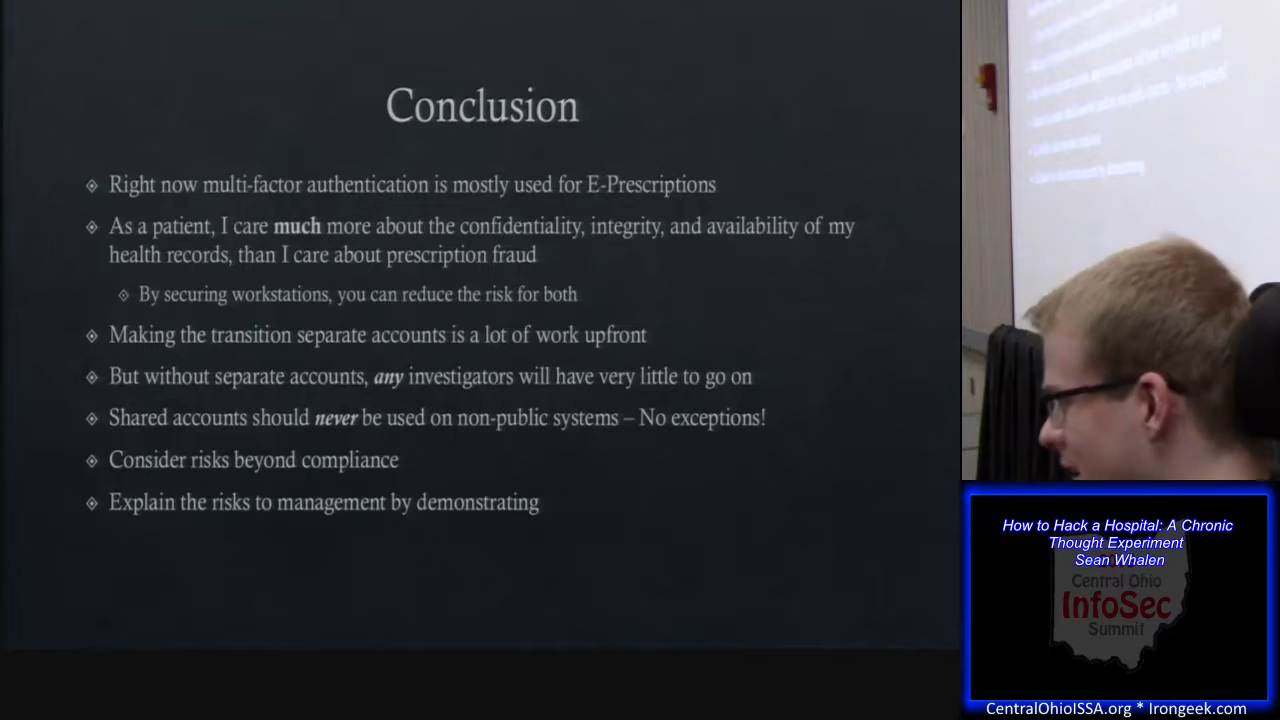 Conclusion
Right now multi-factor authentication is mostly used for E-Prescriptions
As a patient, I care much more about the confidentiality, integrity, and availability of my
health records, than I care about prescription fraud
By securing workstations, you can reduce the risk for both
Making the transition separate accounts is a lot of work upfront
But without separate accounts, any investigators will have very little to go on
Shared accounts should never be used on non-public systems – No exceptions!
Consider risks beyond compliance
Explain the risks to management by demonstrating
How to Hack a Hospital: A Chronic
Thought Experiment
Sean Whalen
Central Ohio
InfoSec
Summit
CentralOhioISSA.org * Irongeek.com